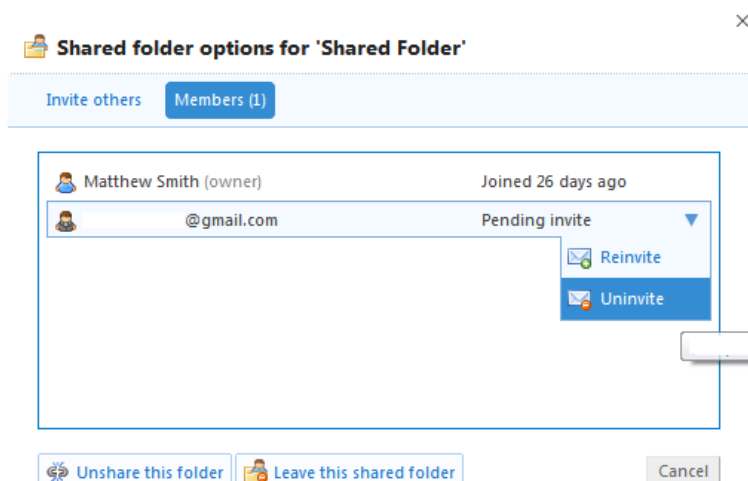 Shared folder options for 'Shared Folder'
Invite others Members (1)
Matthew Smith (owner) Joined 26 days ago
@gmail.com Pending invite
Reinvite
Uninvite
Unshare this folder Leave this shared folder Cancel